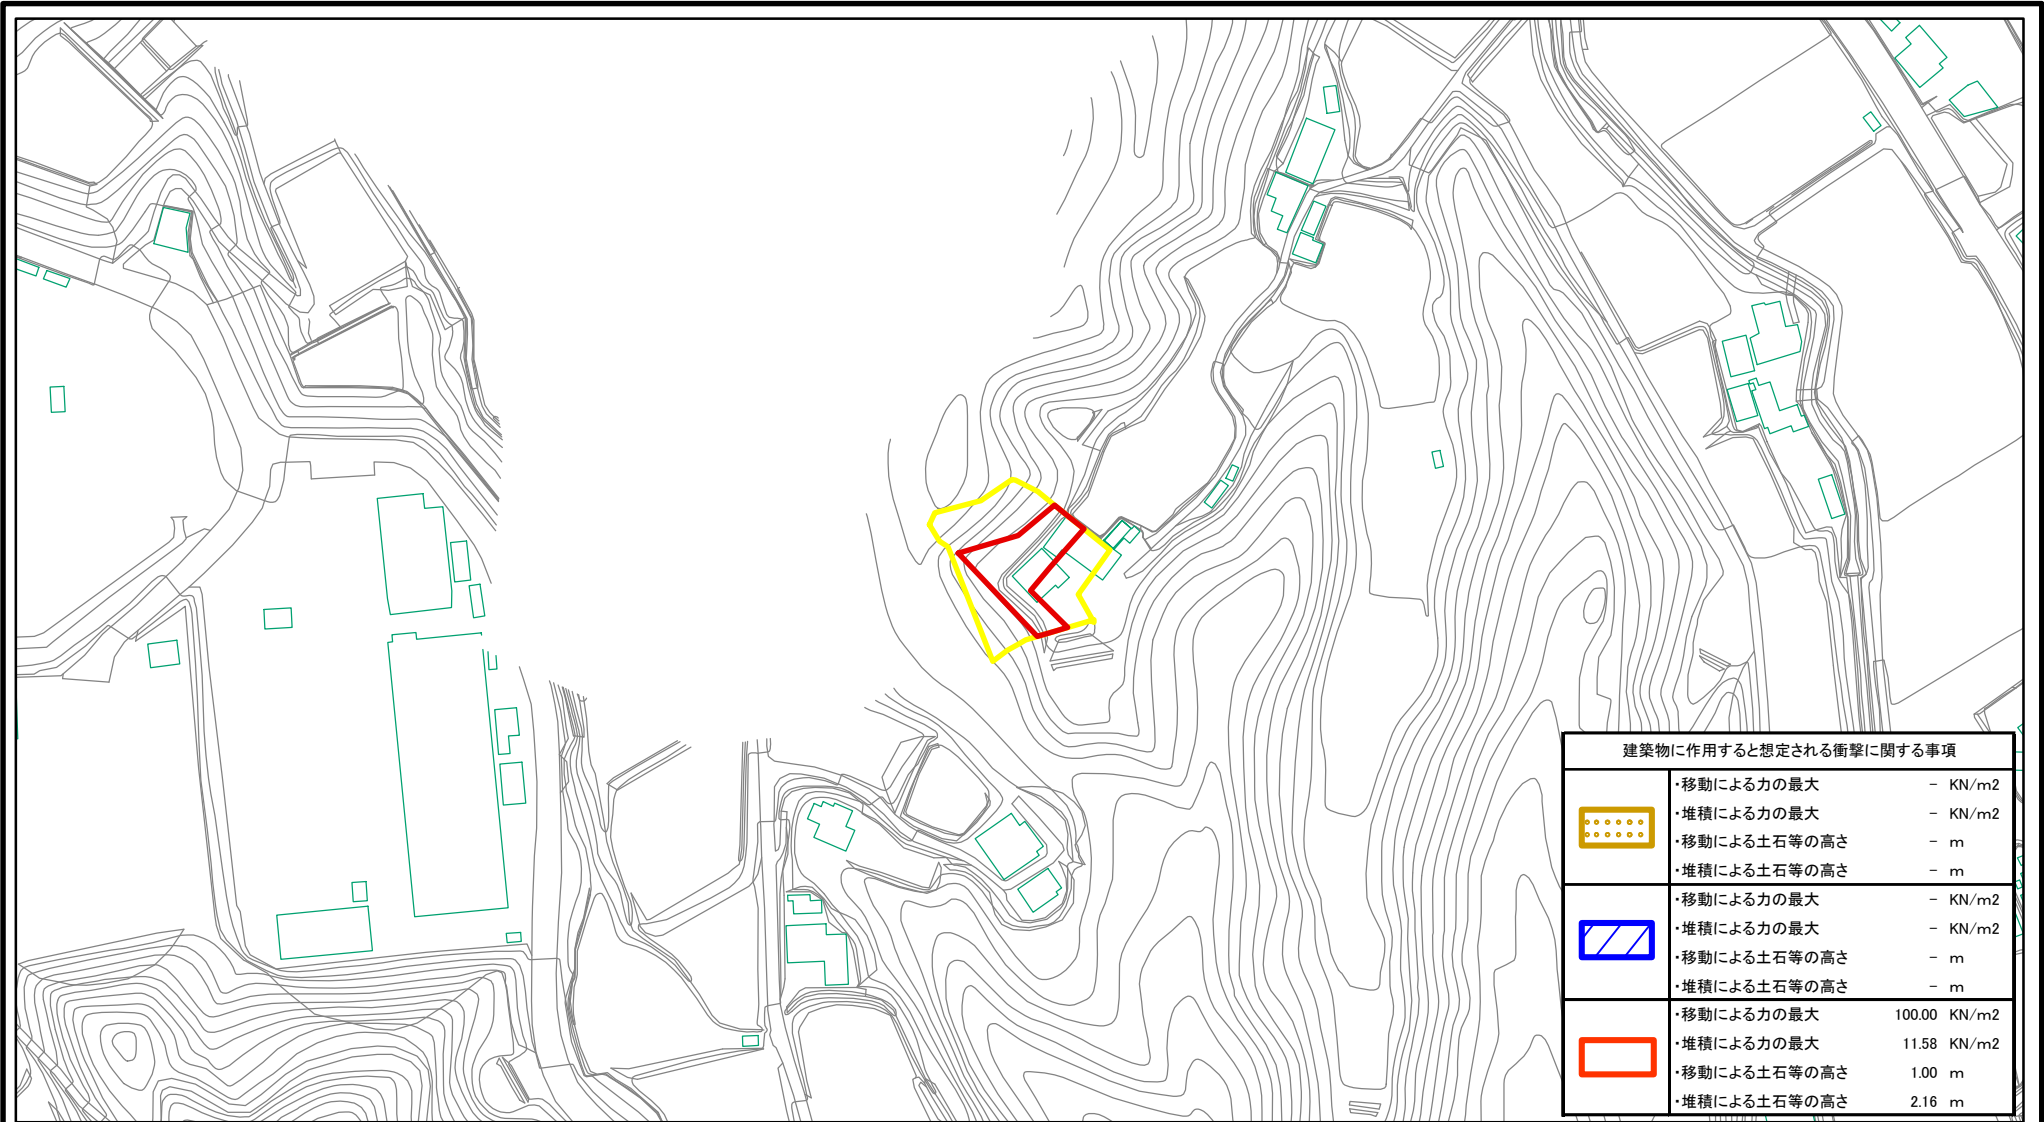 建築物に作用すると想定される衝撃に関する事項
・移動による力の最大 － KN/m2
・堆積による力の最大 － KN/m2
・移動による土石等の高さ － m
・堆積による土石等の高さ － m
・移動による力の最大 － KN/m2
・堆積による力の最大 － KN/m2
・移動による土石等の高さ － m
・堆積による土石等の高さ － m
・移動による力の最大 100.00 KN/m2
・堆積による力の最大 11.58 KN/m2
・移動による土石等の高さ 1.00 m
・堆積による土石等の高さ 2.16 m